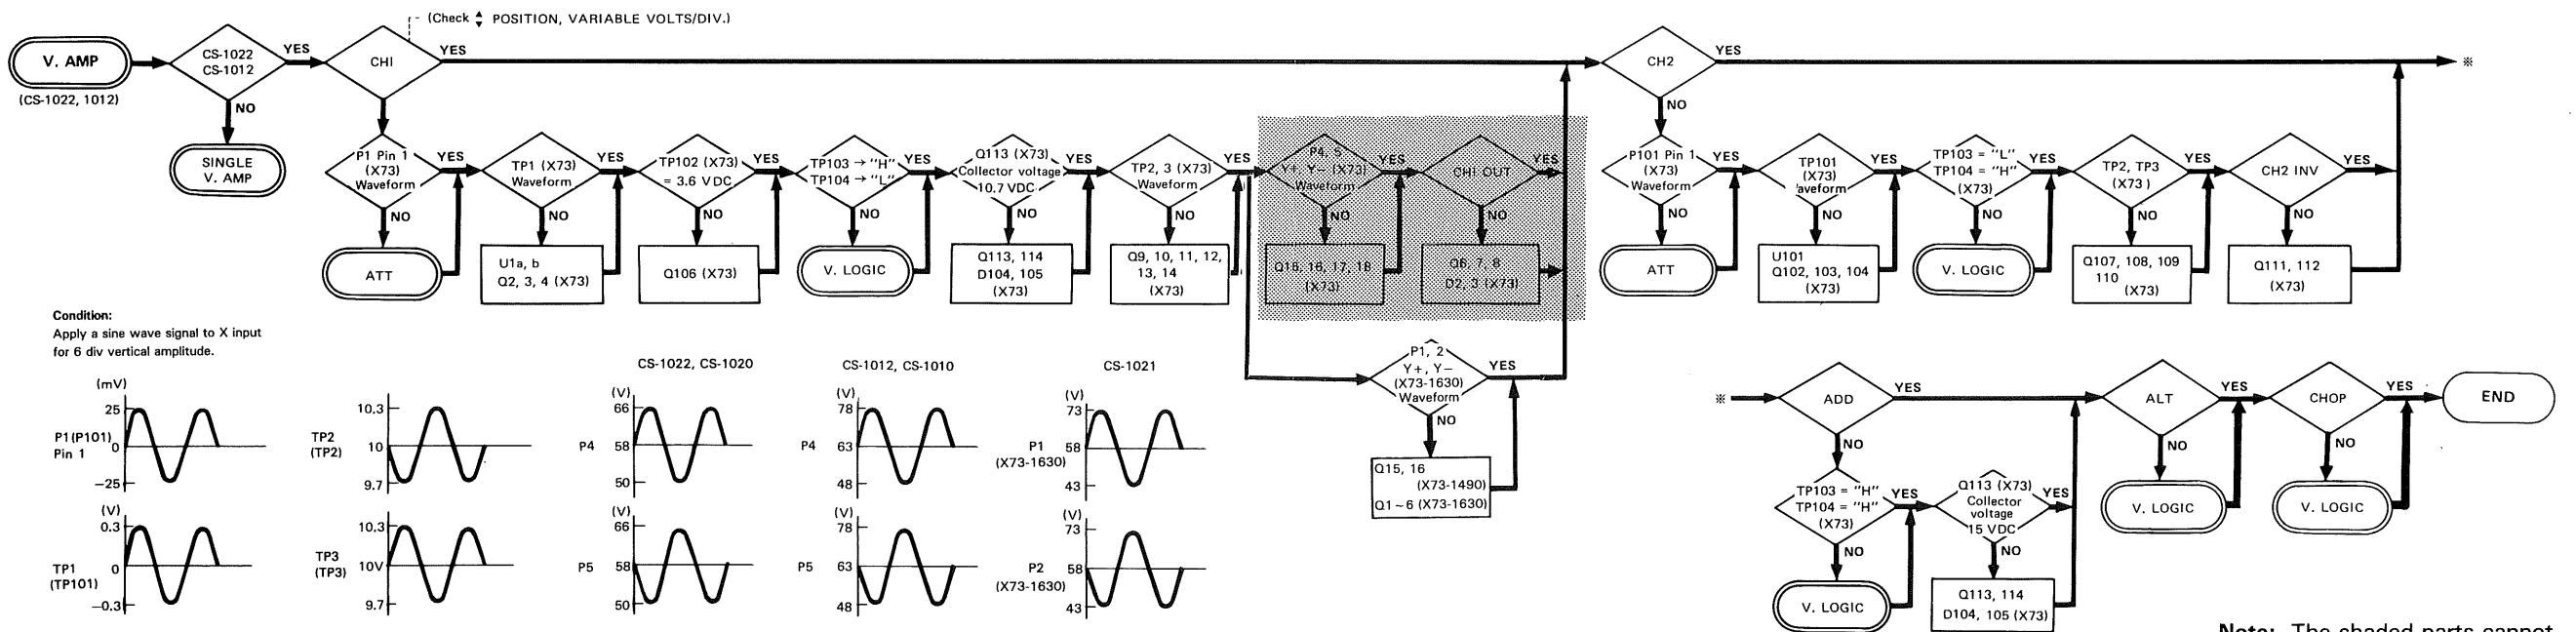 (Check ▲▼ POSITION, VARIABLE VOLTS/DIV.)
V. AMP
(CS-1022, 1012)
CS-1022
CS-1012
YES
NO
SINGLE
V. AMP
CHI
YES
P1 Pin 1
(X73)
Waveform
YES
NO
ATT
TP1 (X73)
Waveform
YES
NO
U1a, b
Q2, 3, 4 (X73)
TP102 (X73)
= 3.6 VDC
YES
NO
Q106 (X73)
TP103 → "H"
TP104 → "L"
YES
NO
V. LOGIC
Q113 (X73)
Collector voltage
10.7 VDC
YES
NO
Q113, 114
D104, 105
(X73)
TP2, 3 (X73)
Waveform
YES
NO
Q9, 10, 11, 12,
13, 14
(X73)
P4, 5
Y+, Y− (X73)
Waveform
YES
NO
Q15, 16, 17, 18
(X73)
CHI OUT
YES
NO
Q6, 7, 8
D2, 3 (X73)
P1, 2
Y+, Y−
(X73-1630)
Waveform
YES
NO
Q15, 16
(X73-1490)
Q1~6 (X73-1630)
CH2
YES
※
NO
P101 Pin 1
(X73)
Waveform
YES
NO
ATT
TP101
(X73)
aveform
YES
NO
U101
Q102, 103, 104
(X73)
TP103 = "L"
TP104 = "H"
(X73)
YES
NO
V. LOGIC
TP2, TP3
(X73)
YES
NO
Q107, 108, 109
110
(X73)
CH2 INV
YES
NO
Q111, 112
(X73)
※
ADD
YES
NO
TP103 = "H"
TP104 = "H"
(X73)
YES
NO
V. LOGIC
Q113 (X73)
Collector
voltage
15 VDC
YES
NO
Q113, 114
D104, 105 (X73)
ALT
YES
NO
V. LOGIC
CHOP
YES
NO
V. LOGIC
END
Condition:
Apply a sine wave signal to X input
for 6 div vertical amplitude.
(mV)
25
P1(P101)
Pin 1
0
−25
(V)
0.3
TP1
(TP101)
0
−0.3
10.3
TP2
(TP2)
10
9.7
10.3
TP3
(TP3)
10V
9.7
CS-1022, CS-1020
(V)
66
P4
58
50
(V)
66
P5
58
50
CS-1012, CS-1010
(V)
78
P4
63
48
(V)
78
P5
63
48
CS-1021
(V)
73
P1
(X73-1630)
58
43
(V)
73
P2
(X73-1630)
58
43
Note: The shaded parts cannot